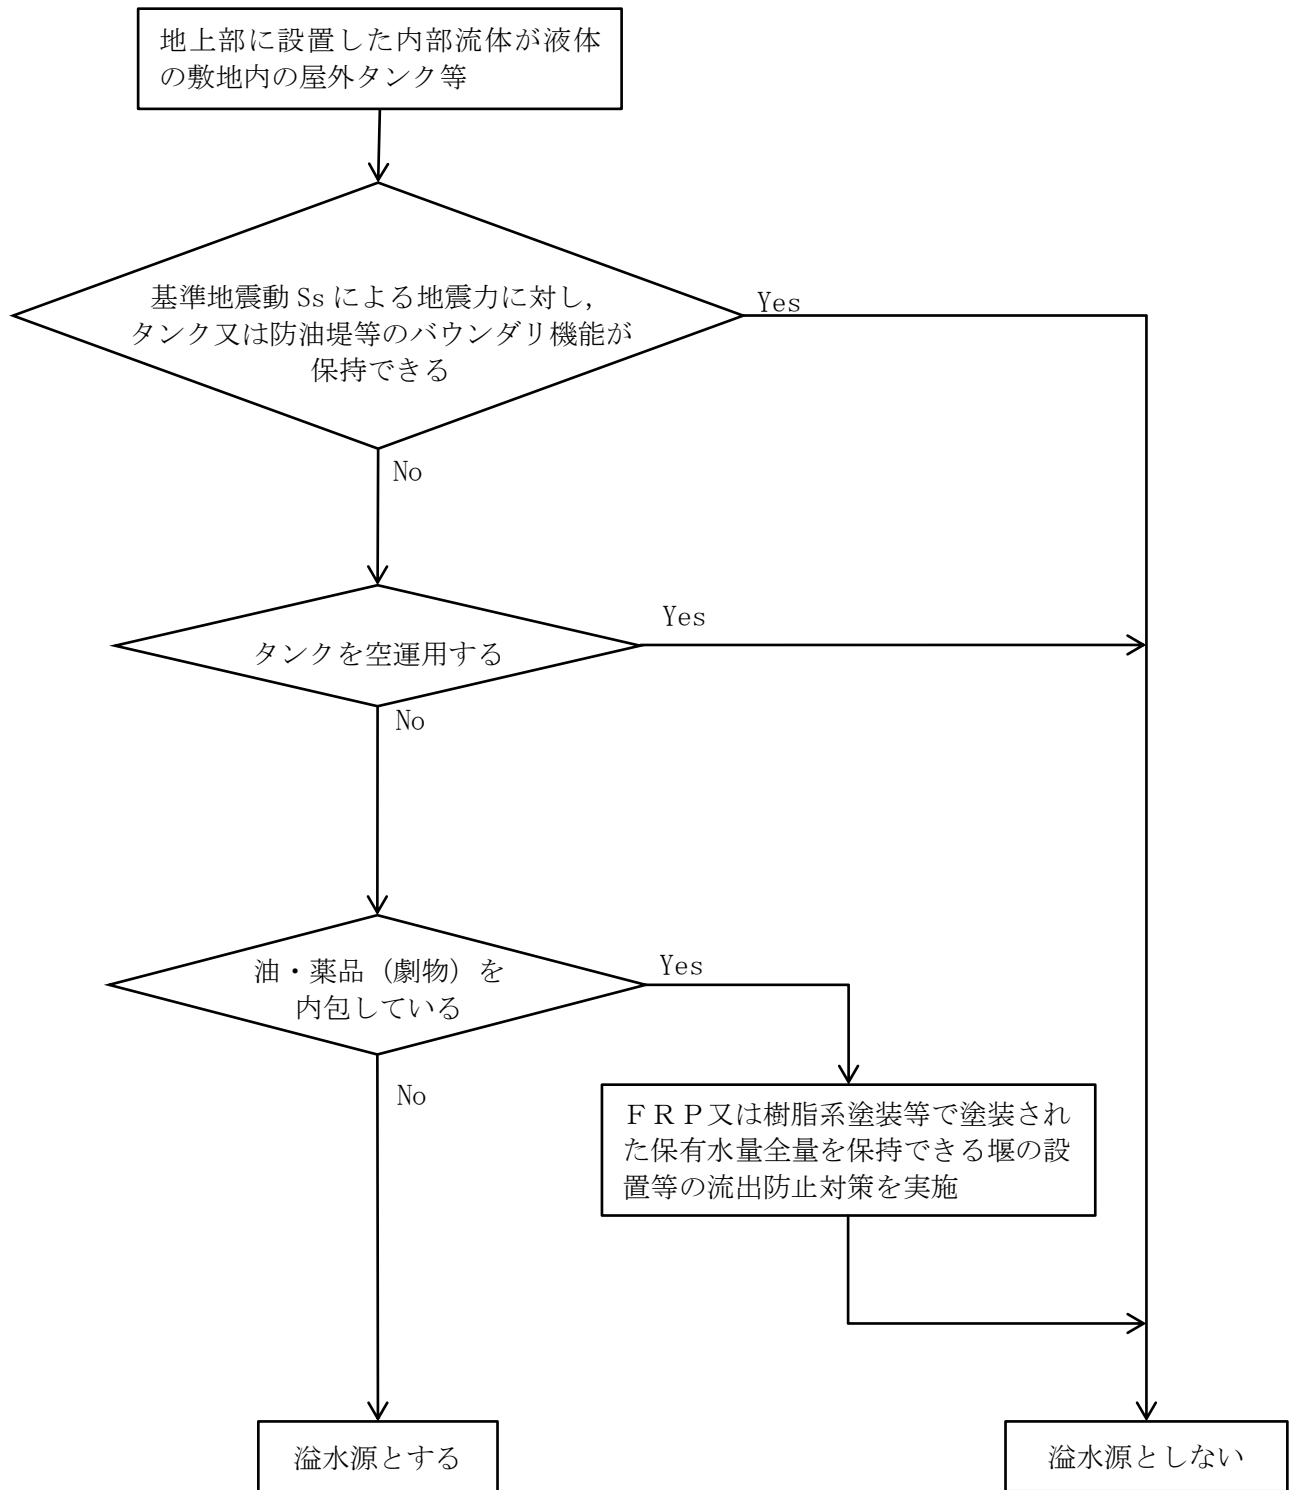 地上部に設置した内部流体が液体
の敷地内の屋外タンク等
基準地震動 Ss による地震力に対し,
タンク又は防油堤等のバウンダリ機能が
保持できる
Yes
No
タンクを空運用する
Yes
No
油・薬品（劇物）を
内包している
Yes
No
ＦＲＰ又は樹脂系塗装等で塗装され
た保有水量全量を保持できる堰の設
置等の流出防止対策を実施
溢水源とする
溢水源としない